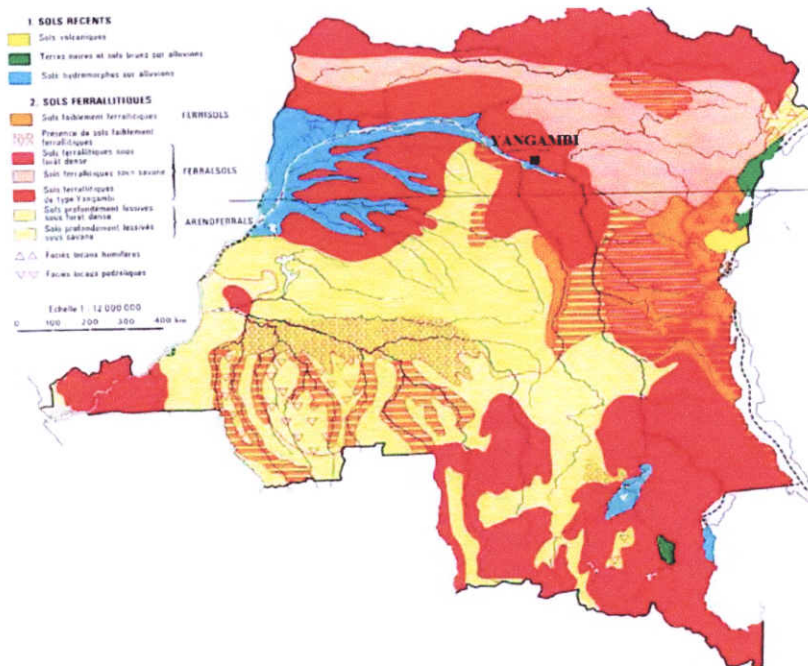 1. SOLS RECENTS
Sols volcaniques
Terres noires et sols bruns sur alluvions
Sols hydromorphes sur alluvions
2. SOLS FERRALLITIQUES
Sols faiblement ferrallitiques
FERRISOLS
Présence de sols faiblement
ferrallitiques
Sols ferrallitiques sous
forêt dense
Sols ferrallitiques sous savane
FERRALSOLS
Sols ferrallitiques
de type Yangambi
Sols profondément lessivés
sous forêt dense
ARENOFERRALS
Sols profondément lessivés
sous savane
Faciès locaux humifères
Faciès locaux
Echelle 1 : 12 000 000
0 100 200 300 400 km
YANGAMBI